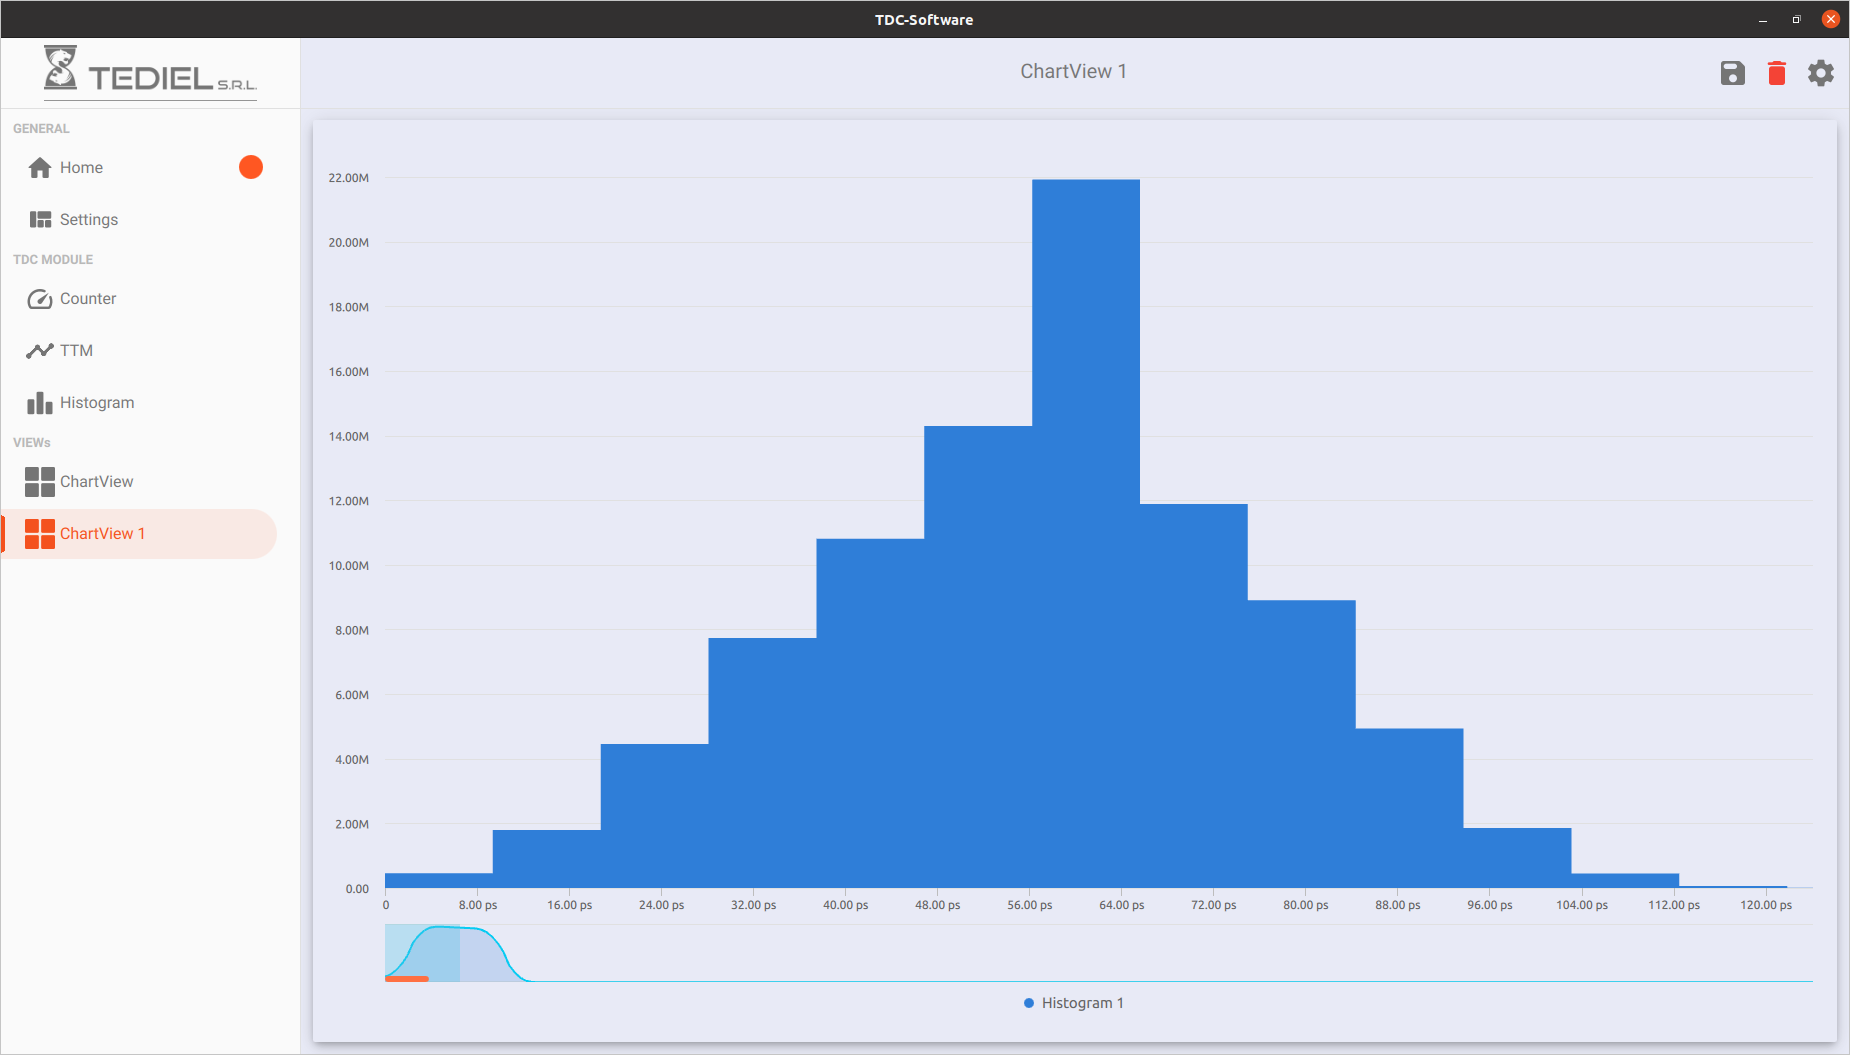 TDC-Software
TEDIEL S.R.L.
ChartView 1
GENERAL
Home
Settings
TDC MODULE
Counter
TTM
Histogram
VIEWs
ChartView
ChartView 1
22.00M
20.00M
18.00M
16.00M
14.00M
12.00M
10.00M
8.00M
6.00M
4.00M
2.00M
0.00
0 8.00 ps 16.00 ps 24.00 ps 32.00 ps 40.00 ps 48.00 ps 56.00 ps 64.00 ps 72.00 ps 80.00 ps 88.00 ps 96.00 ps 104.00 ps 112.00 ps 120.00 ps
Histogram 1